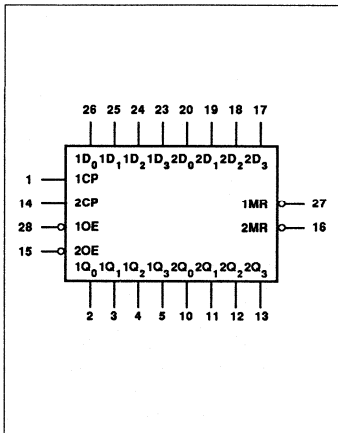 26 25 24 23 20 19 18 17
1D0 1D1 1D2 1D3 2D0 2D1 2D2 2D3
1 1CP
14 2CP 1MR 27
28 1OE 2MR 16
15 2OE
1Q0 1Q1 1Q2 1Q3 2Q0 2Q1 2Q2 2Q3
2 3 4 5 10 11 12 13